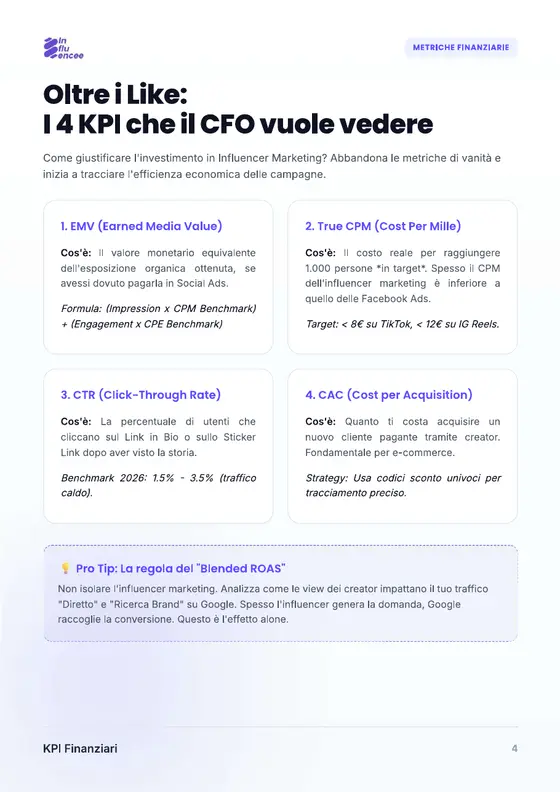 In
flu
encee
METRICHE FINANZIARIE
Oltre i Like:
I 4 KPI che il CFO vuole vedere
Come giustificare l'investimento in Influencer Marketing? Abbandona le metriche di vanità e
inizia a tracciare l'efficienza economica delle campagne.
1. EMV (Earned Media Value)
Cos'è: Il valore monetario equivalente
dell'esposizione organica ottenuta, se
avessi dovuto pagarla in Social Ads.
Formula: (Impression x CPM Benchmark)
+ (Engagement x CPE Benchmark)
2. True CPM (Cost Per Mille)
Cos'è: Il costo reale per raggiungere
1.000 persone *in target*. Spesso il CPM
dell'influencer marketing è inferiore a
quello delle Facebook Ads.
Target: < 8€ su TikTok, < 12€ su IG Reels.
3. CTR (Click-Through Rate)
Cos'è: La percentuale di utenti che
cliccano sul Link in Bio o sullo Sticker
Link dopo aver visto la storia.
Benchmark 2026: 1.5% - 3.5% (traffico
caldo).
4. CAC (Cost per Acquisition)
Cos'è: Quanto ti costa acquisire un
nuovo cliente pagante tramite creator.
Fondamentale per e-commerce.
Strategy: Usa codici sconto univoci per
tracciamento preciso.
💡 Pro Tip: La regola del "Blended ROAS"
Non isolare l'influencer marketing. Analizza come le view dei creator impattano il tuo traffico
"Diretto" e "Ricerca Brand" su Google. Spesso l'influencer genera la domanda, Google
raccoglie la conversione. Questo è l'effetto alone.
KPI Finanziari
4